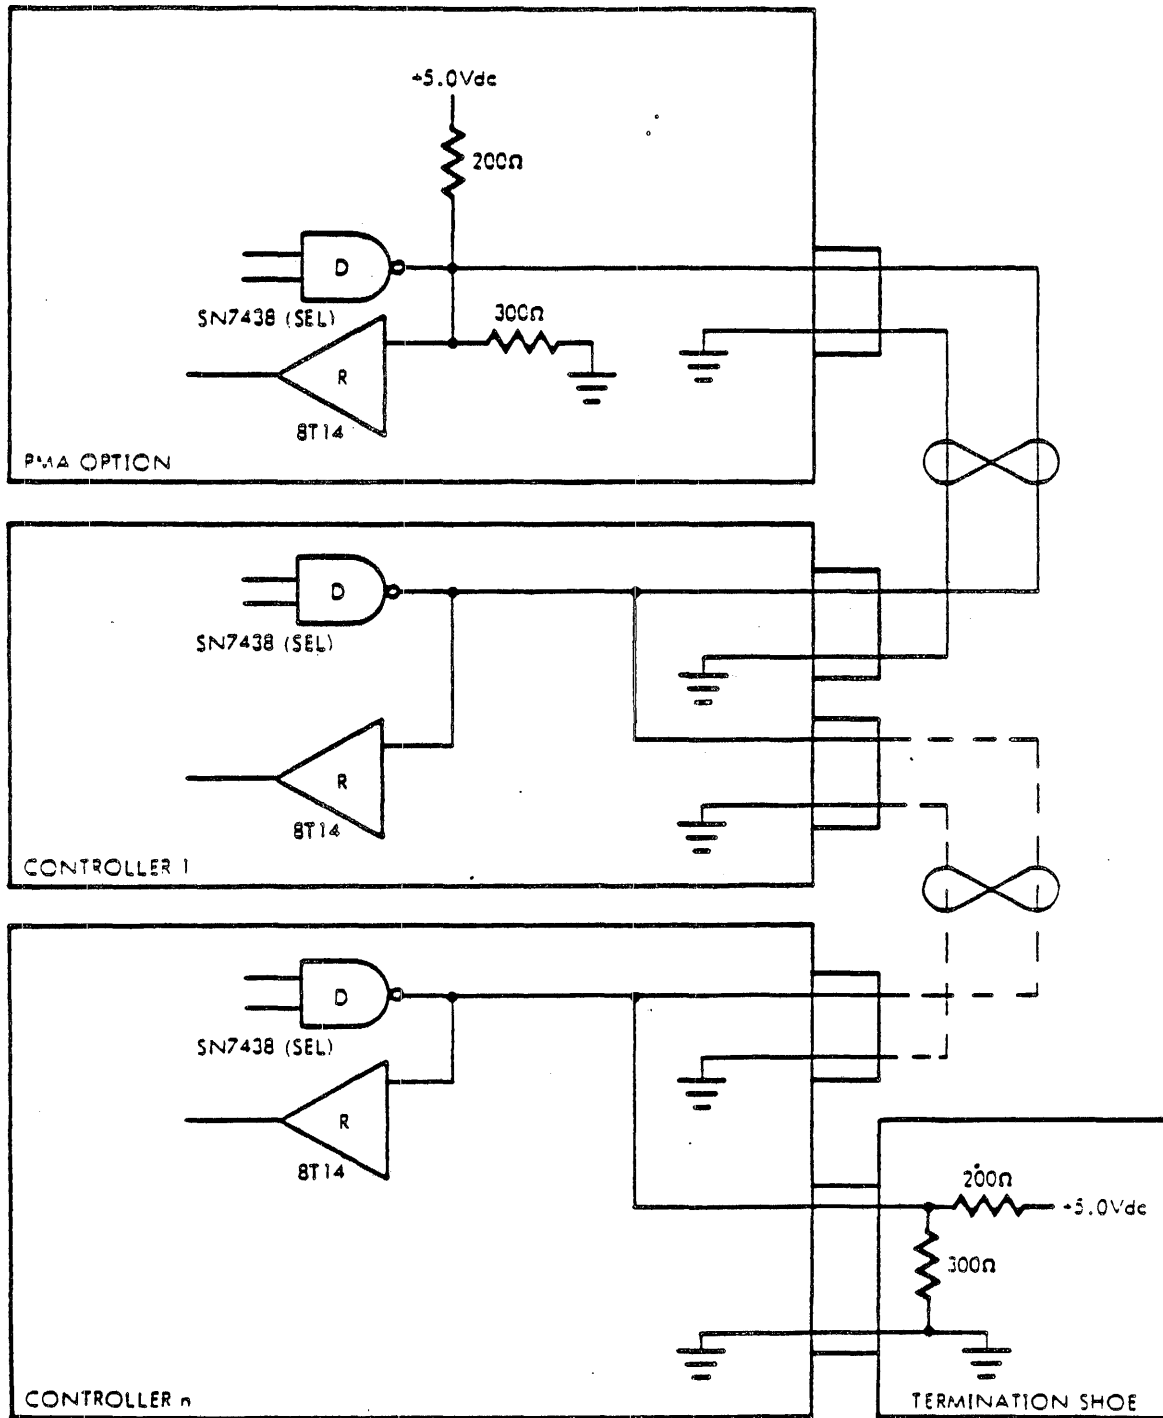 +5.0Vdc
200Ω
D
SN7438 (SEL)
300Ω
R
8T14
PMA OPTION
D
SN7438 (SEL)
R
8T14
CONTROLLER 1
D
SN7438 (SEL)
R
8T14
200Ω
+5.0Vdc
300Ω
CONTROLLER n
TERMINATION SHOE